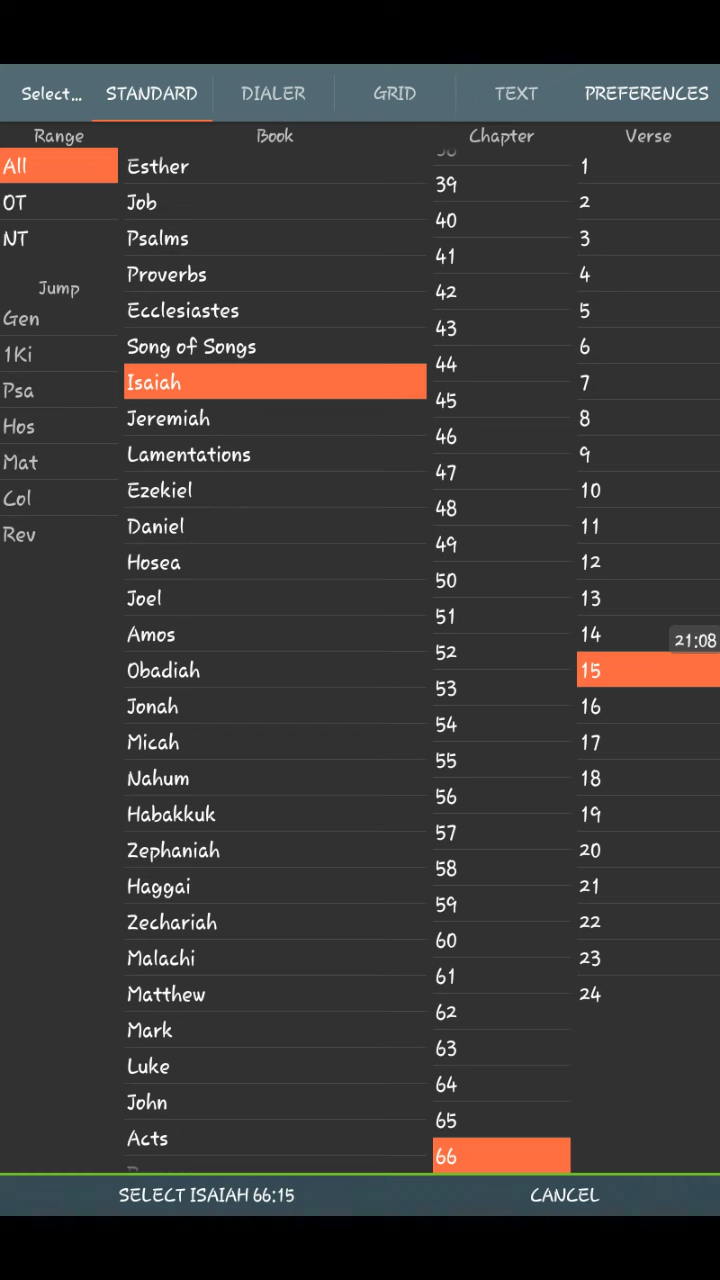 Select... STANDARD DIALER GRID TEXT PREFERENCES
Range Book Chapter Verse
All
OT
NT
Jump
Gen
1Ki
Psa
Hos
Mat
Col
Rev
Esther
Job
Psalms
Proverbs
Ecclesiastes
Song of Songs
Isaiah
Jeremiah
Lamentations
Ezekiel
Daniel
Hosea
Joel
Amos
Obadiah
Jonah
Micah
Nahum
Habakkuk
Zephaniah
Haggai
Zechariah
Malachi
Matthew
Mark
Luke
John
Acts
39
40
41
42
43
44
45
46
47
48
49
50
51
52
53
54
55
56
57
58
59
60
61
62
63
64
65
66
1
2
3
4
5
6
7
8
9
10
11
12
13
14
15
16
17
18
19
20
21
22
23
24
21:08
SELECT ISAIAH 66:15 CANCEL